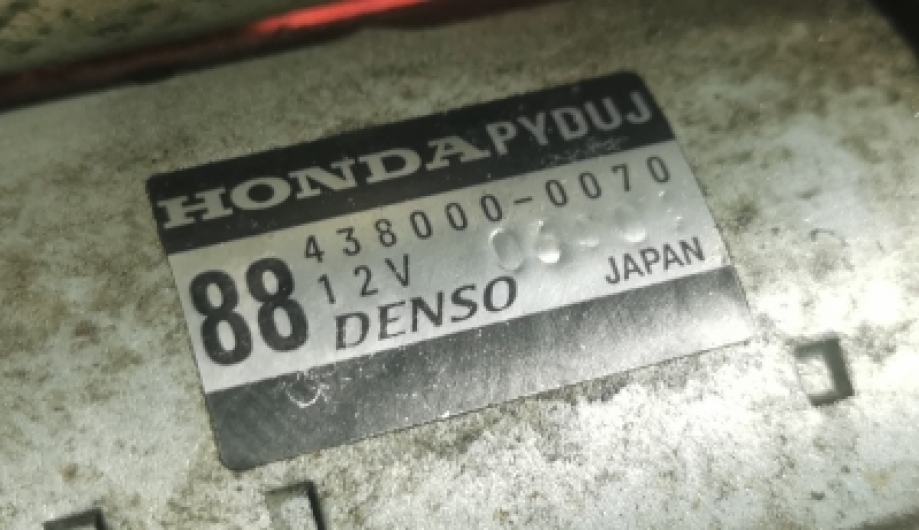 HONDA PYDUJ
438000-0070
88 12V
DENSO JAPAN